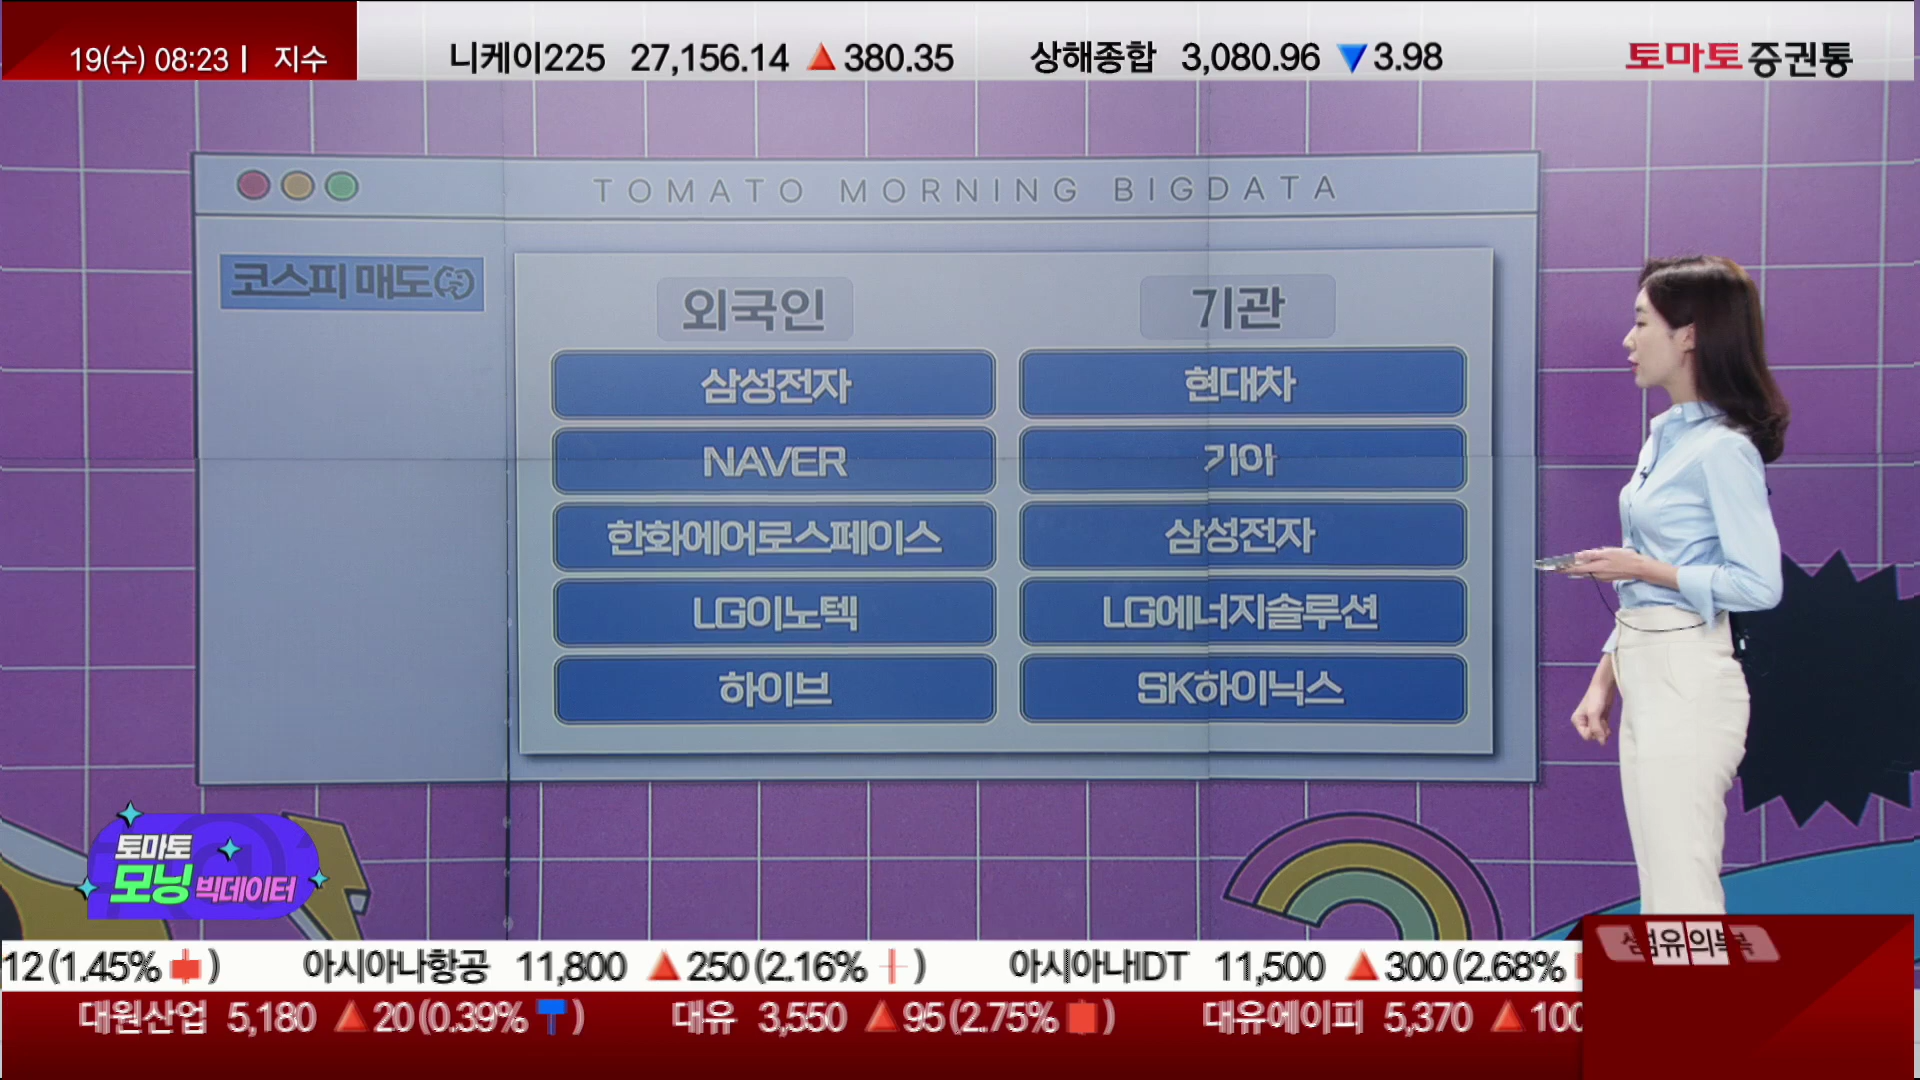 19(수) 08:23 | 지수 니케이225 27,156.14 ▲ 380.35 상해종합 3,080.96 ▼ 3.98 토마토증권통
TOMATO MORNING BIGDATA
코스피 매도
외국인 기관
삼성전자 현대차
NAVER 기아
한화에어로스페이스 삼성전자
LG이노텍 LG에너지솔루션
하이브 SK하이닉스
토마토
모닝 빅데이터
12(1.45% ) 아시아나항공 11,800 ▲ 250(2.16% ) 아시아나IDT 11,500 ▲ 300(2.68%
대원산업 5,180 ▲ 20(0.39% ) 대유 3,550 ▲ 95(2.75% ) 대유에이피 5,370 ▲ 100